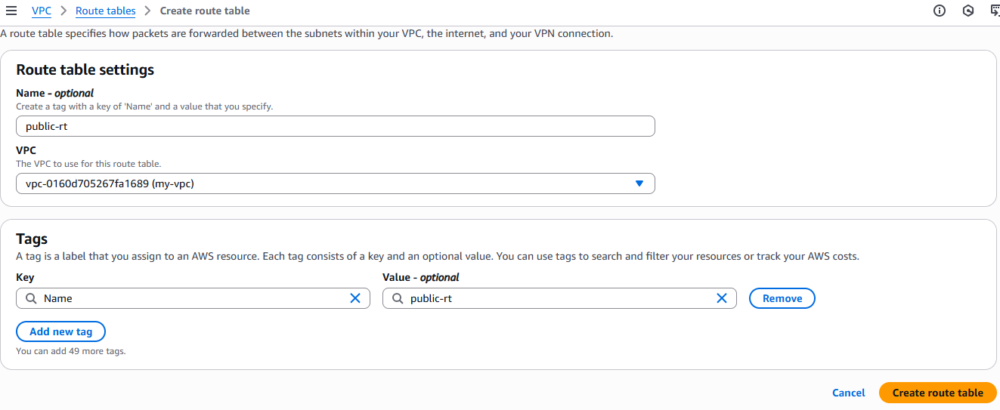 VPC > Route tables > Create route table
A route table specifies how packets are forwarded between the subnets within your VPC, the internet, and your VPN connection.
Route table settings
Name - optional
Create a tag with a key of 'Name' and a value that you specify.
public-rt
VPC
The VPC to use for this route table.
vpc-0160d705267fa1689 (my-vpc)
Tags
A tag is a label that you assign to an AWS resource. Each tag consists of a key and an optional value. You can use tags to search and filter your resources or track your AWS costs.
Key Value - optional
Name public-rt Remove
Add new tag
You can add 49 more tags.
Cancel Create route table